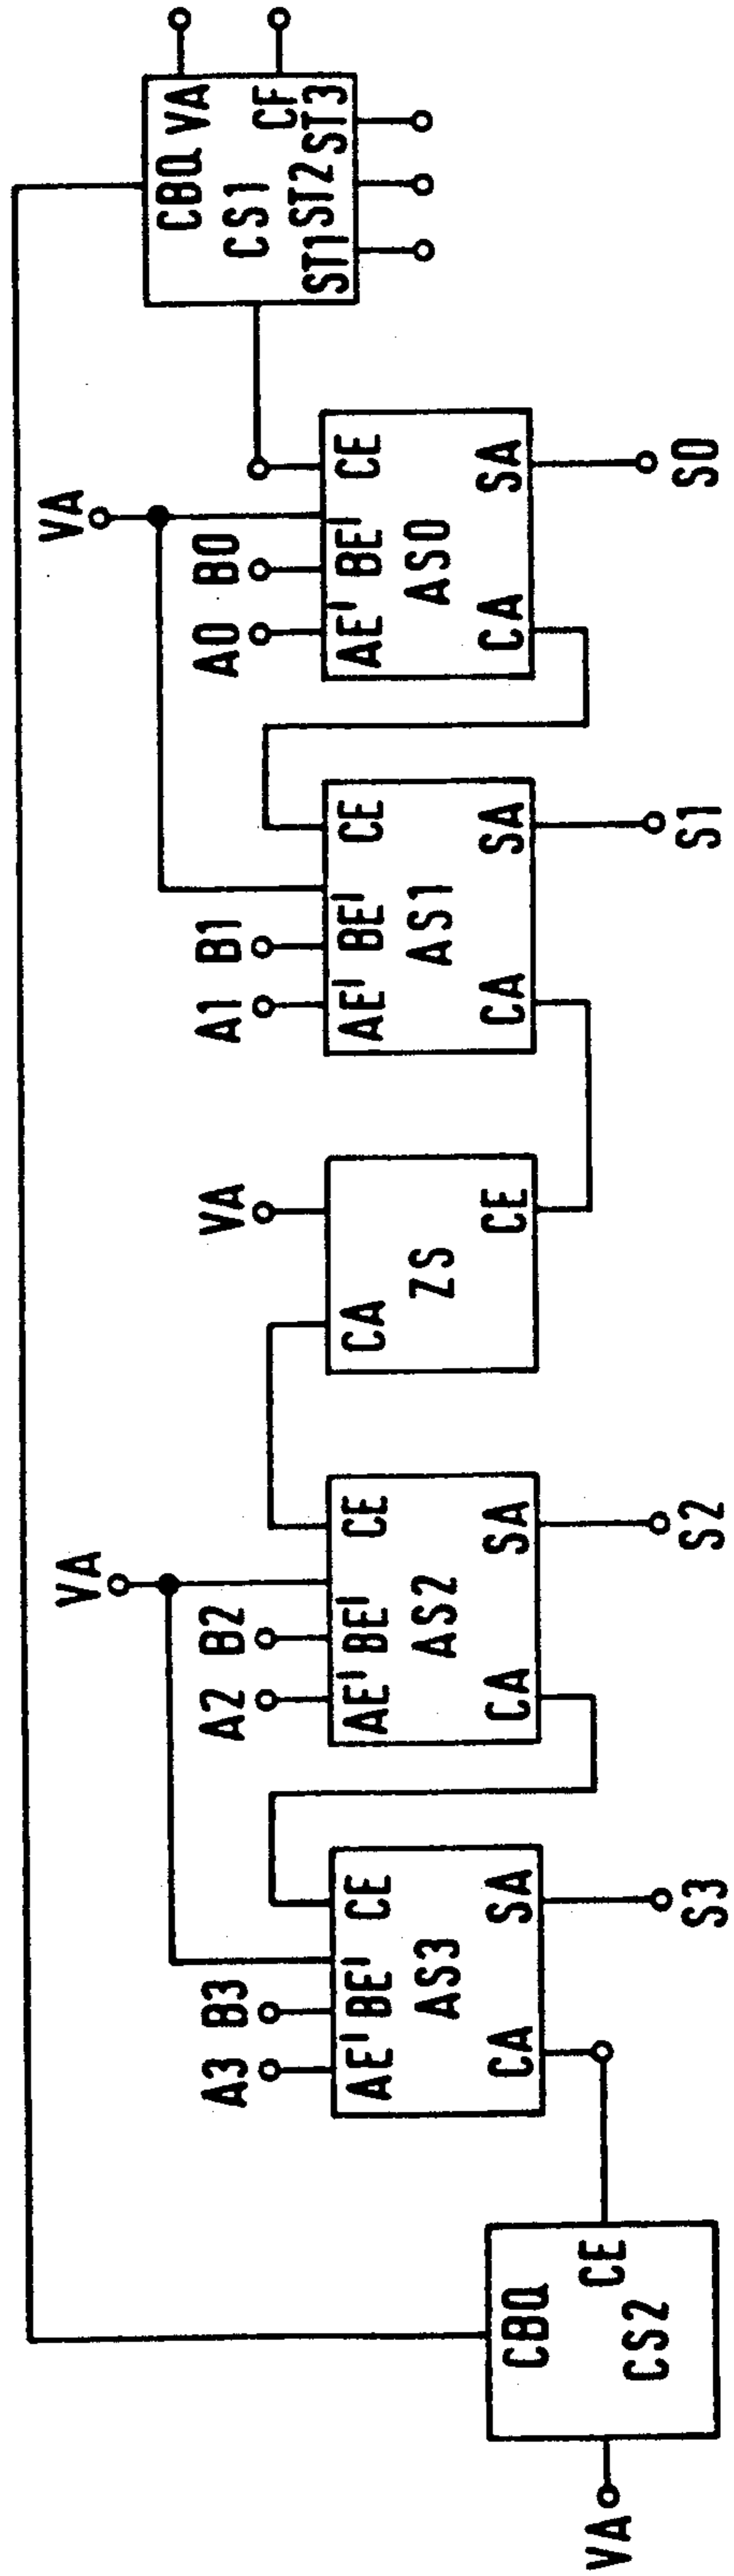 VA VA
CBQ VA
A3 B3 A2 B2 VA A1 B1 A0 B0
CS1
CF
ST1 ST2 ST3
AE' BE' CE AE' BE' CE CA AE' BE' CE AE' BE' CE
AS3 AS2 ZS AS1 AS0
CBQ CA SA CA SA CE CA SA CA SA
VA CE
CS2
S3 S2 S1 S0